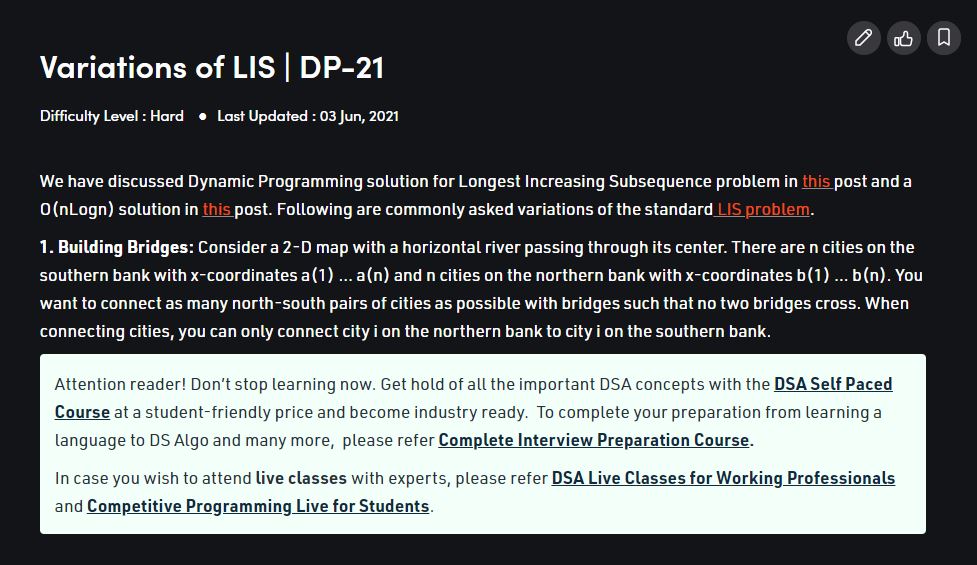 Variations of LIS | DP-21
Difficulty Level : Hard ● Last Updated : 03 Jun, 2021
We have discussed Dynamic Programming solution for Longest Increasing Subsequence problem in this post and a
O(nLogn) solution in this post. Following are commonly asked variations of the standard LIS problem.
1. Building Bridges: Consider a 2-D map with a horizontal river passing through its center. There are n cities on the
southern bank with x-coordinates a(1) … a(n) and n cities on the northern bank with x-coordinates b(1) … b(n). You
want to connect as many north-south pairs of cities as possible with bridges such that no two bridges cross. When
connecting cities, you can only connect city i on the northern bank to city i on the southern bank.
Attention reader! Don’t stop learning now. Get hold of all the important DSA concepts with the DSA Self Paced
Course at a student-friendly price and become industry ready. To complete your preparation from learning a
language to DS Algo and many more, please refer Complete Interview Preparation Course.
In case you wish to attend live classes with experts, please refer DSA Live Classes for Working Professionals
and Competitive Programming Live for Students.